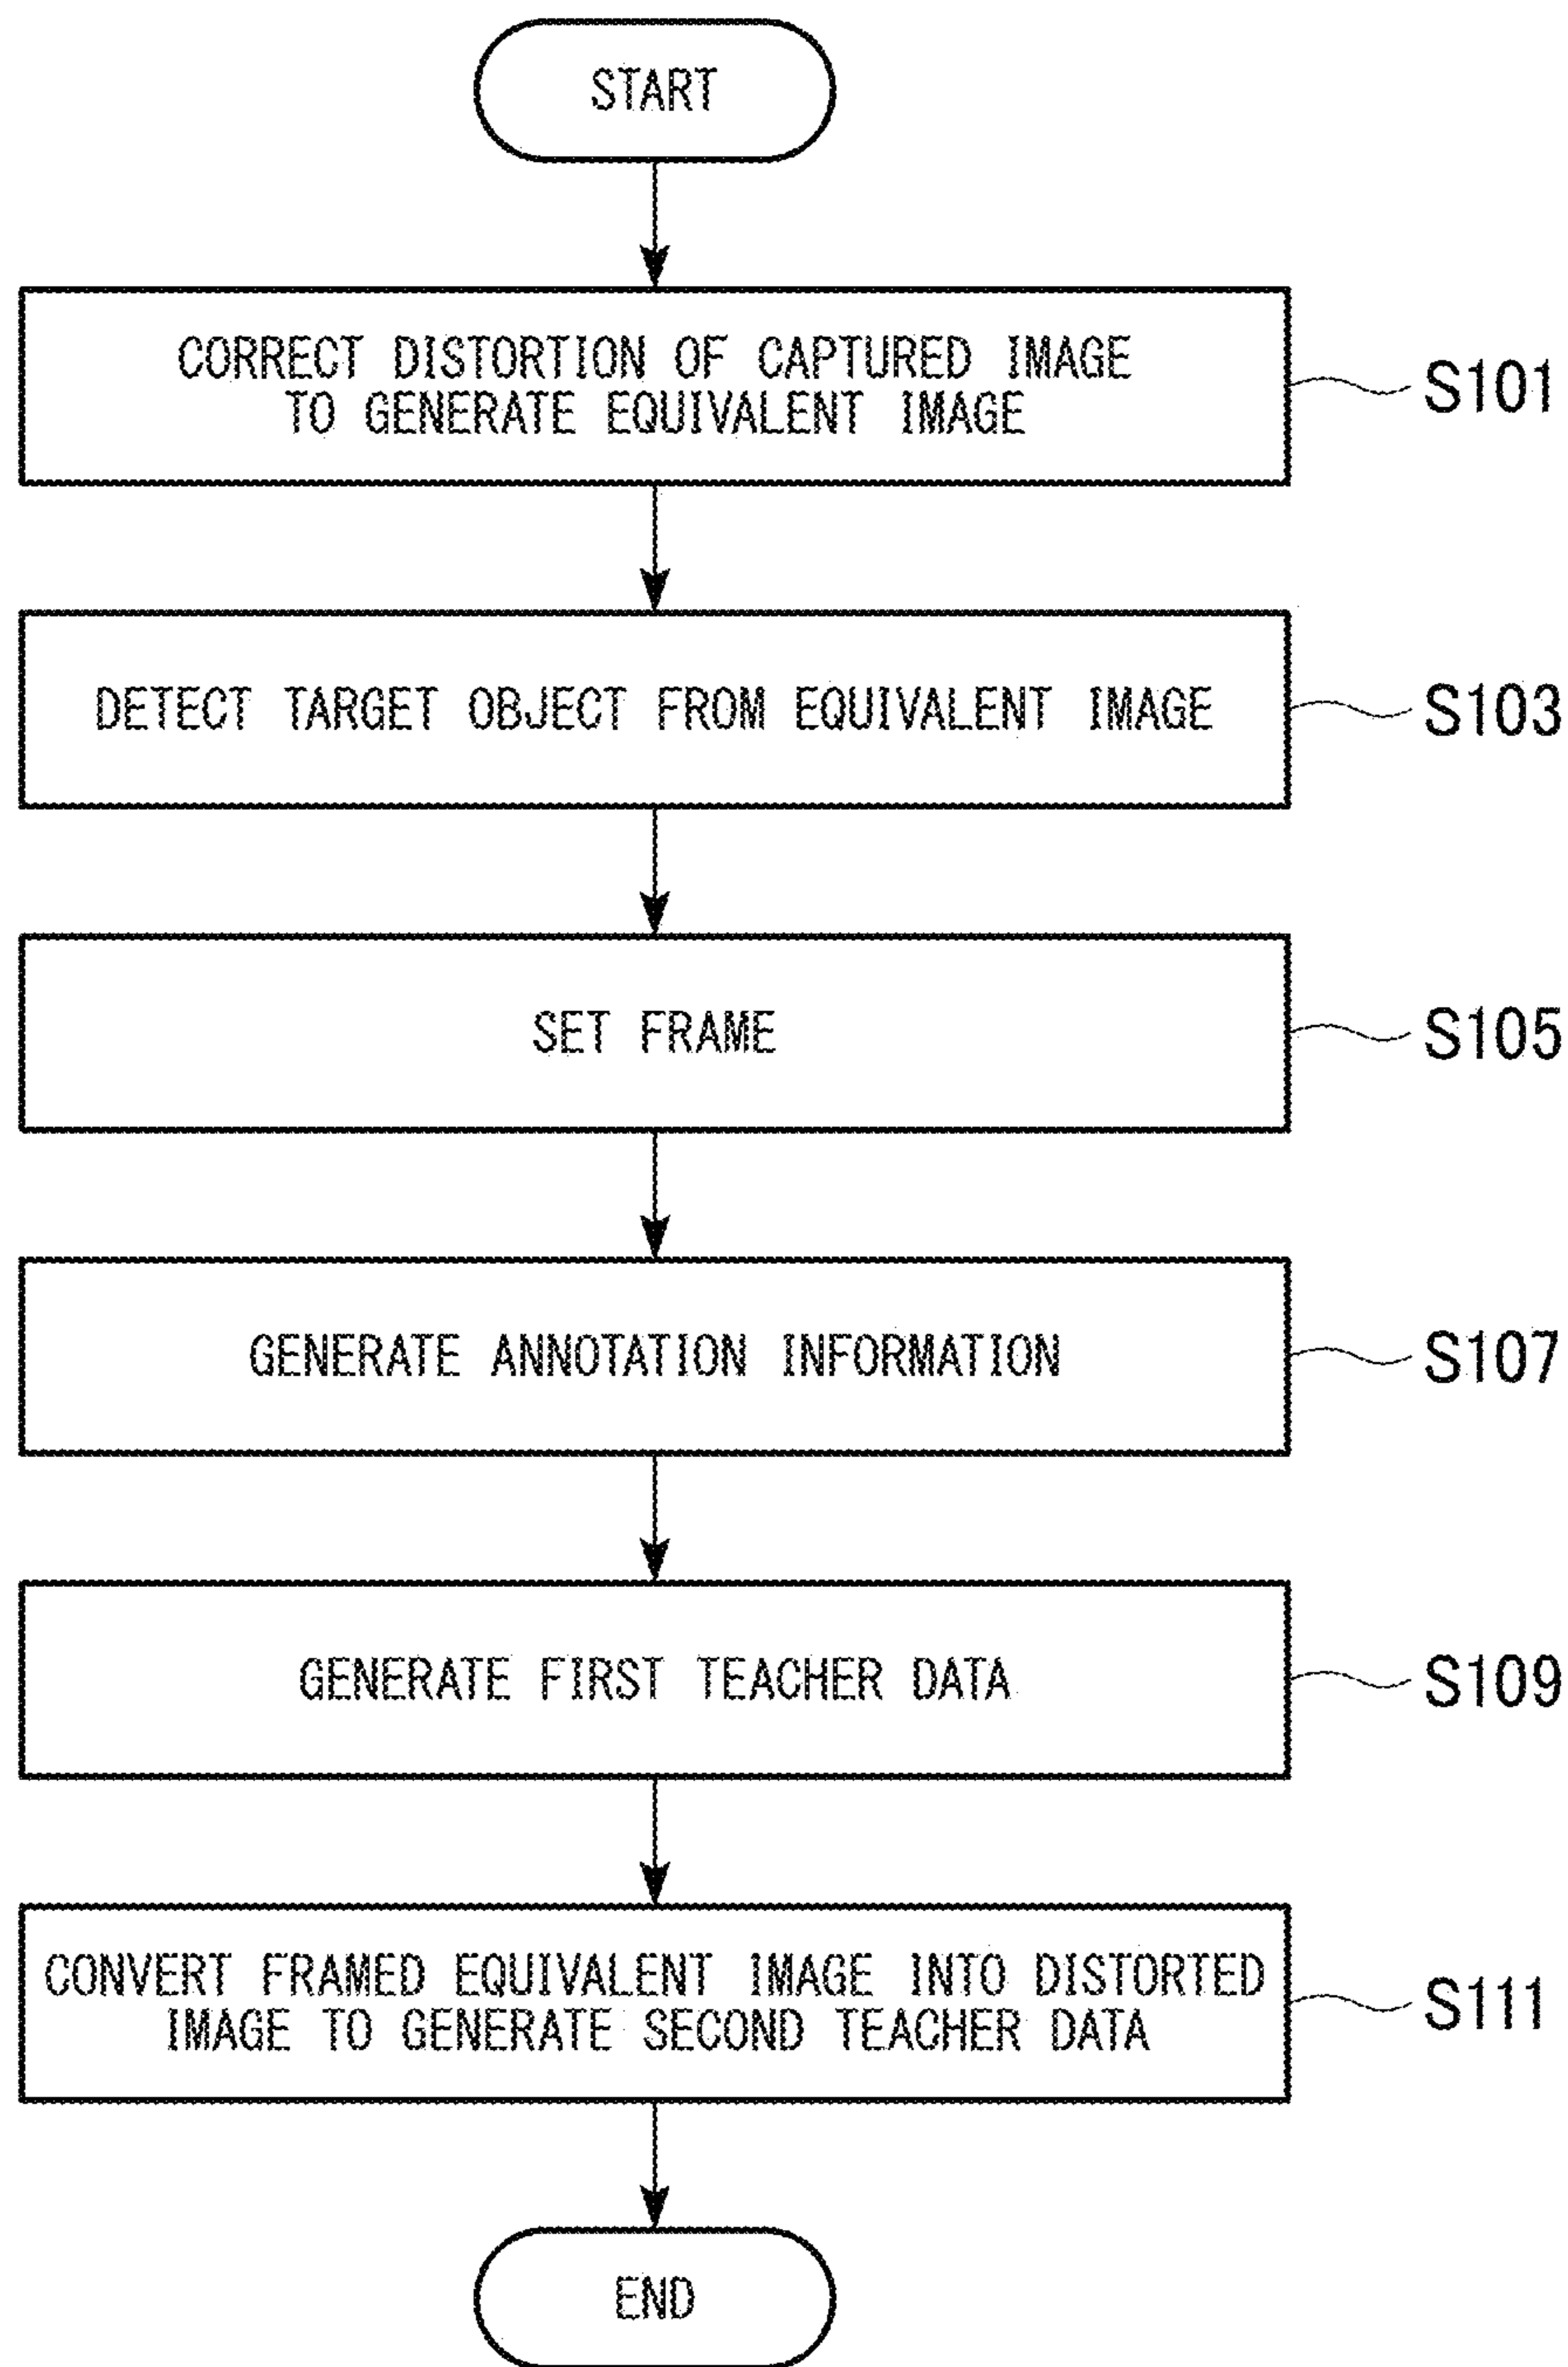 START
CORRECT DISTORTION OF CAPTURED IMAGE
TO GENERATE EQUIVALENT IMAGE
S101
DETECT TARGET OBJECT FROM EQUIVALENT IMAGE
S103
SET FRAME
S105
GENERATE ANNOTATION INFORMATION
S107
GENERATE FIRST TEACHER DATA
S109
CONVERT FRAMED EQUIVALENT IMAGE INTO DISTORTED
IMAGE TO GENERATE SECOND TEACHER DATA
S111
END